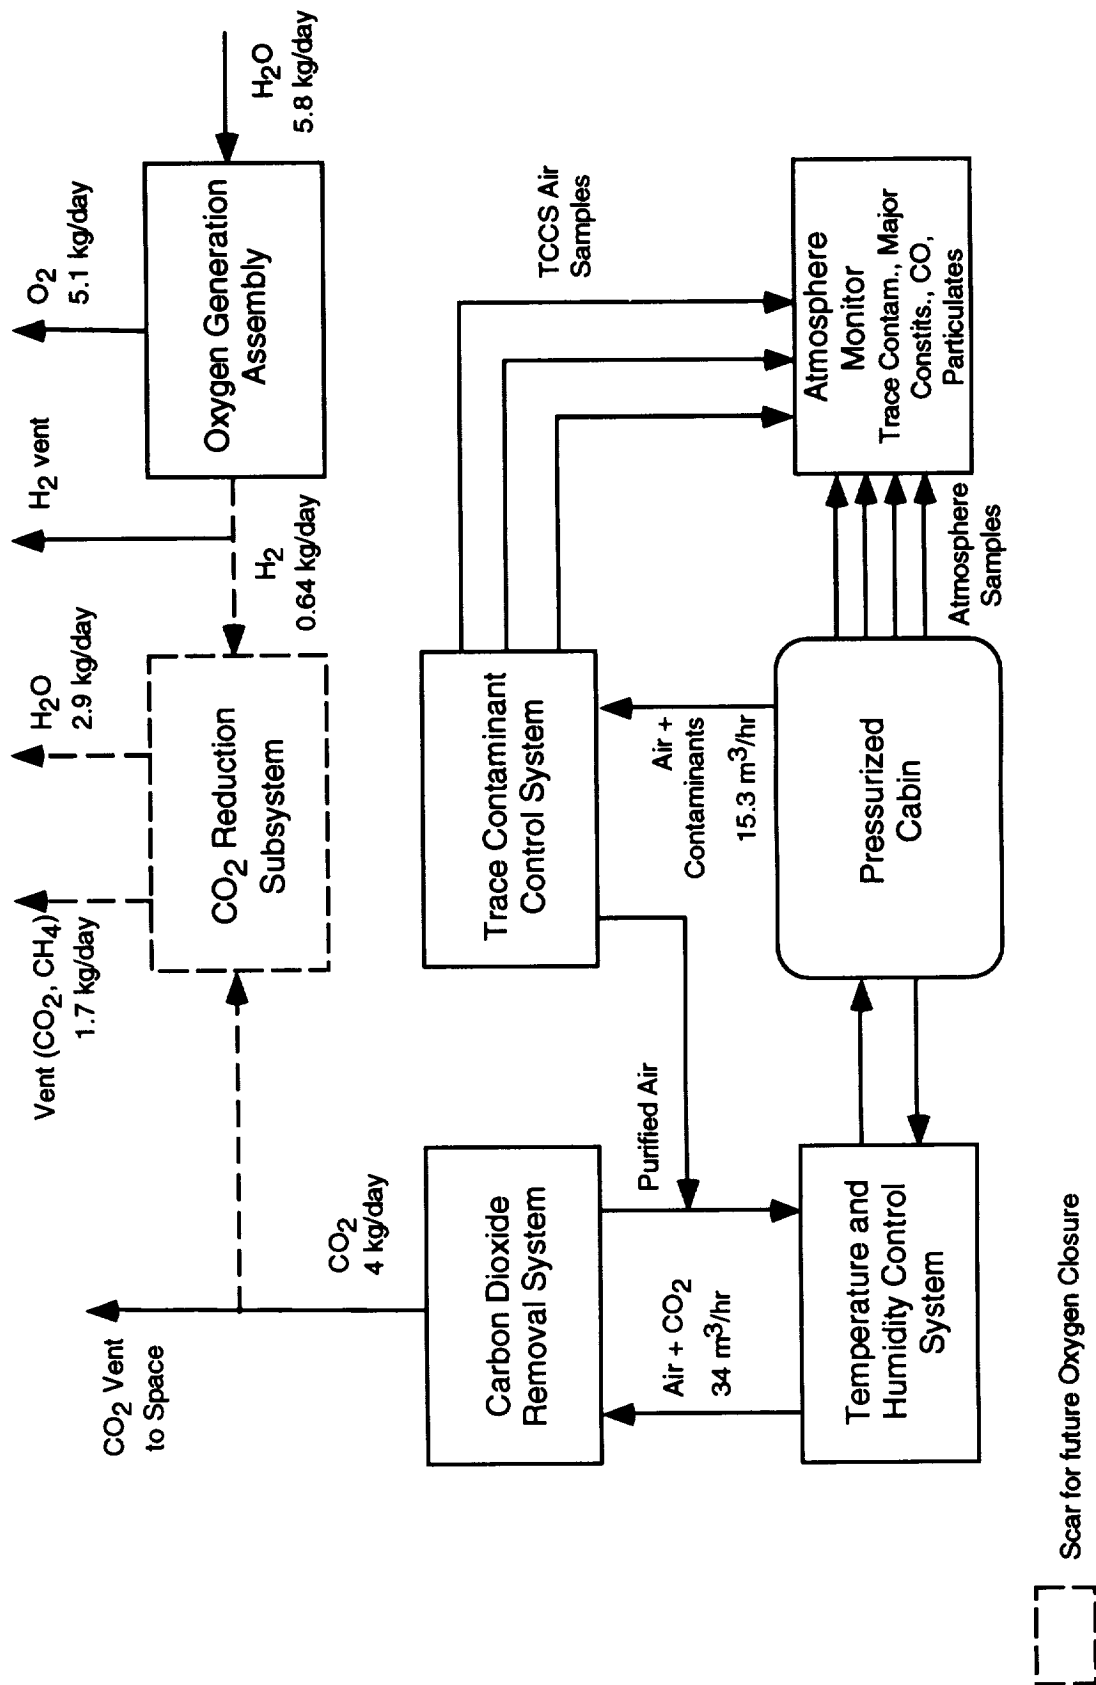 CO2 Vent
to Space
Vent (CO2, CH4)
1.7 kg/day
H2O
2.9 kg/day
H2 vent
O2
5.1 kg/day
CO2
4 kg/day
CO2 Reduction
Subsystem
H2
0.64 kg/day
Oxygen Generation
Assembly
H2O
5.8 kg/day
Carbon Dioxide
Removal System
Trace Contaminant
Control System
TCCS Air
Samples
Air + CO2
34 m3/hr
Purified Air
Air +
Contaminants
15.3 m3/hr
Temperature and
Humidity Control
System
Pressurized
Cabin
Atmosphere
Samples
Atmosphere
Monitor
Trace Contam., Major
Constits., CO,
Particulates
Scar for future Oxygen Closure